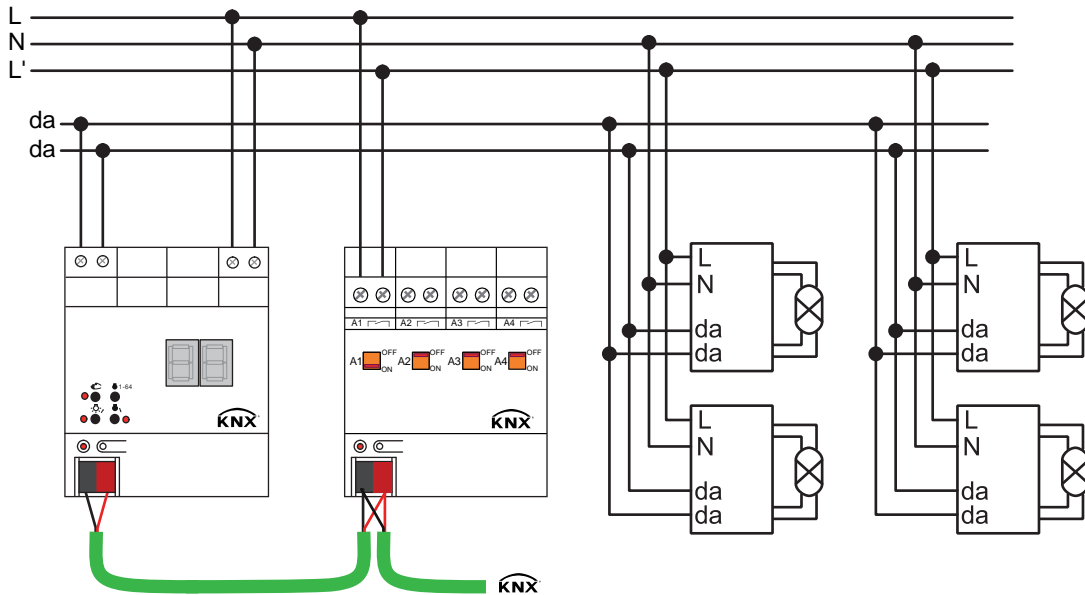 L
N
L'
da
da
A1 A2 A3 A4
A1 OFF ON A2 OFF ON A3 OFF ON A4 OFF ON
1-64
KNX
KNX
L
N
da
da
L
N
da
da
L
N
da
da
L
N
da
da
KNX